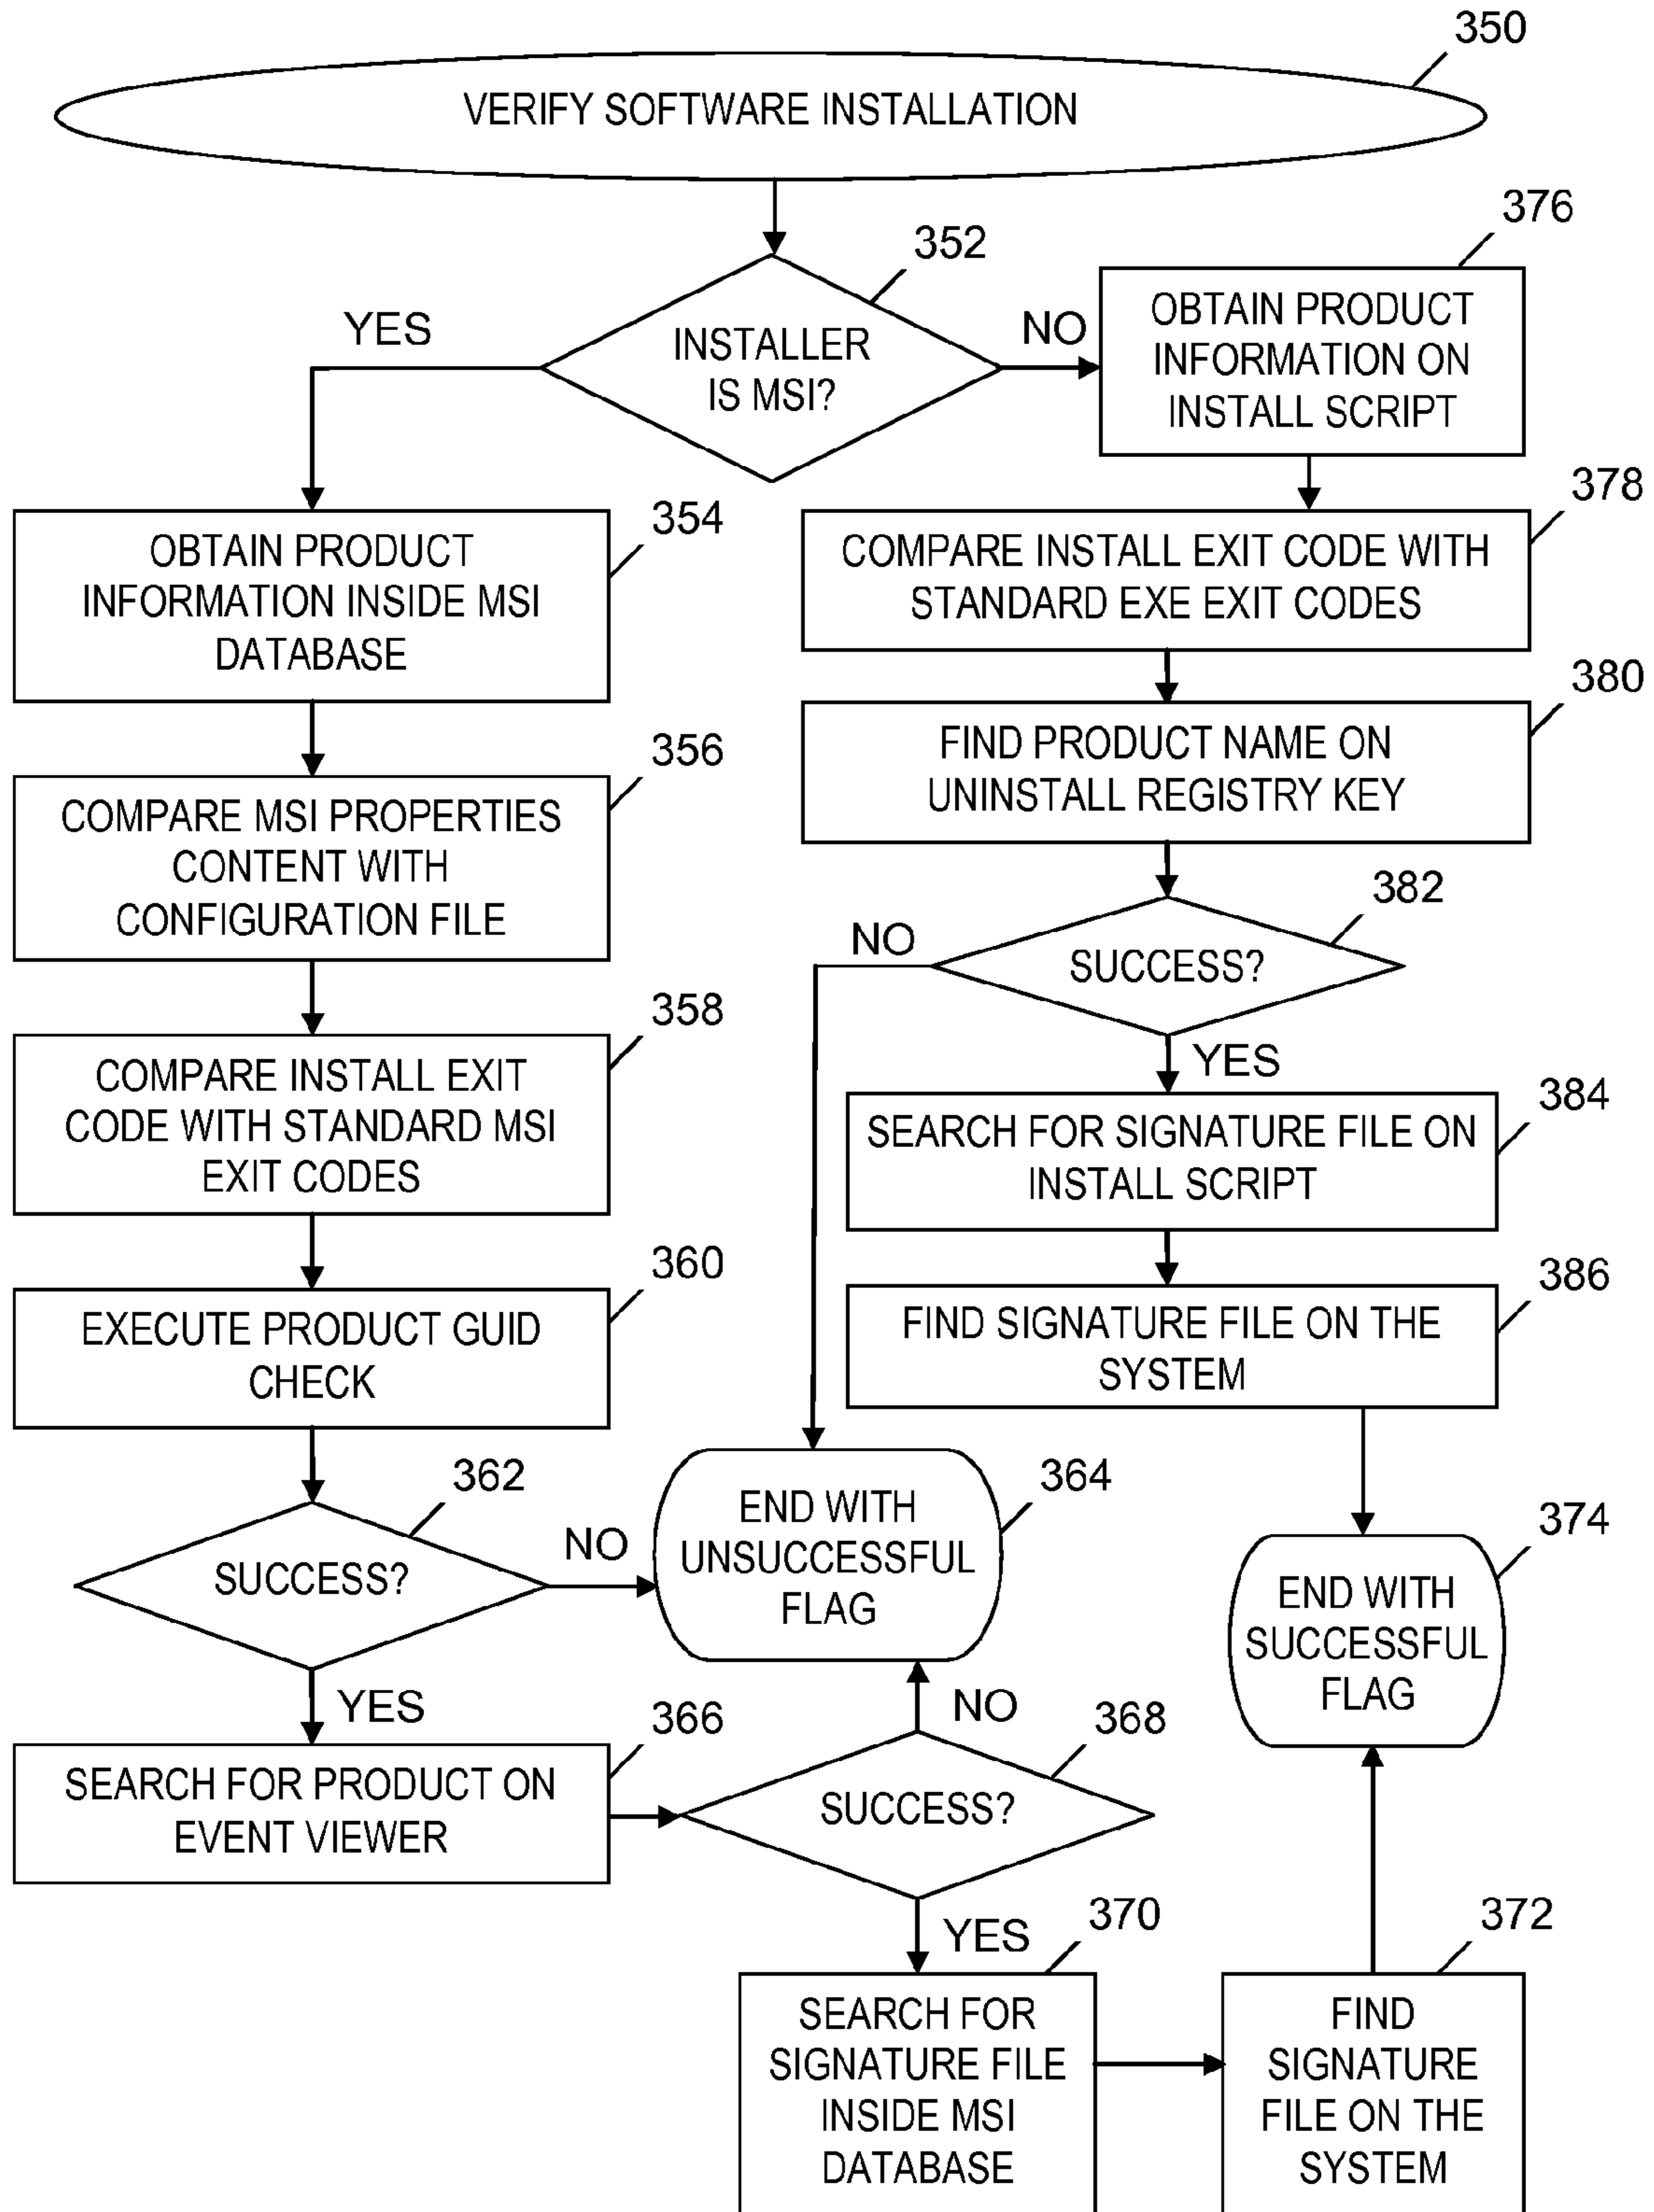 350
VERIFY SOFTWARE INSTALLATION
352
INSTALLER
IS MSI?
YES
NO
376
OBTAIN PRODUCT
INFORMATION ON
INSTALL SCRIPT
354
OBTAIN PRODUCT
INFORMATION INSIDE MSI
DATABASE
378
COMPARE INSTALL EXIT CODE WITH
STANDARD EXE EXIT CODES
356
COMPARE MSI PROPERTIES
CONTENT WITH
CONFIGURATION FILE
380
FIND PRODUCT NAME ON
UNINSTALL REGISTRY KEY
358
COMPARE INSTALL EXIT
CODE WITH STANDARD MSI
EXIT CODES
382
NO
SUCCESS?
YES
384
SEARCH FOR SIGNATURE FILE ON
INSTALL SCRIPT
360
EXECUTE PRODUCT GUID
CHECK
386
FIND SIGNATURE FILE ON THE
SYSTEM
362
SUCCESS?
NO
YES
364
END WITH
UNSUCCESSFUL
FLAG
374
END WITH
SUCCESSFUL
FLAG
366
SEARCH FOR PRODUCT ON
EVENT VIEWER
NO
368
SUCCESS?
YES
370
SEARCH FOR
SIGNATURE FILE
INSIDE MSI
DATABASE
372
FIND
SIGNATURE
FILE ON THE
SYSTEM